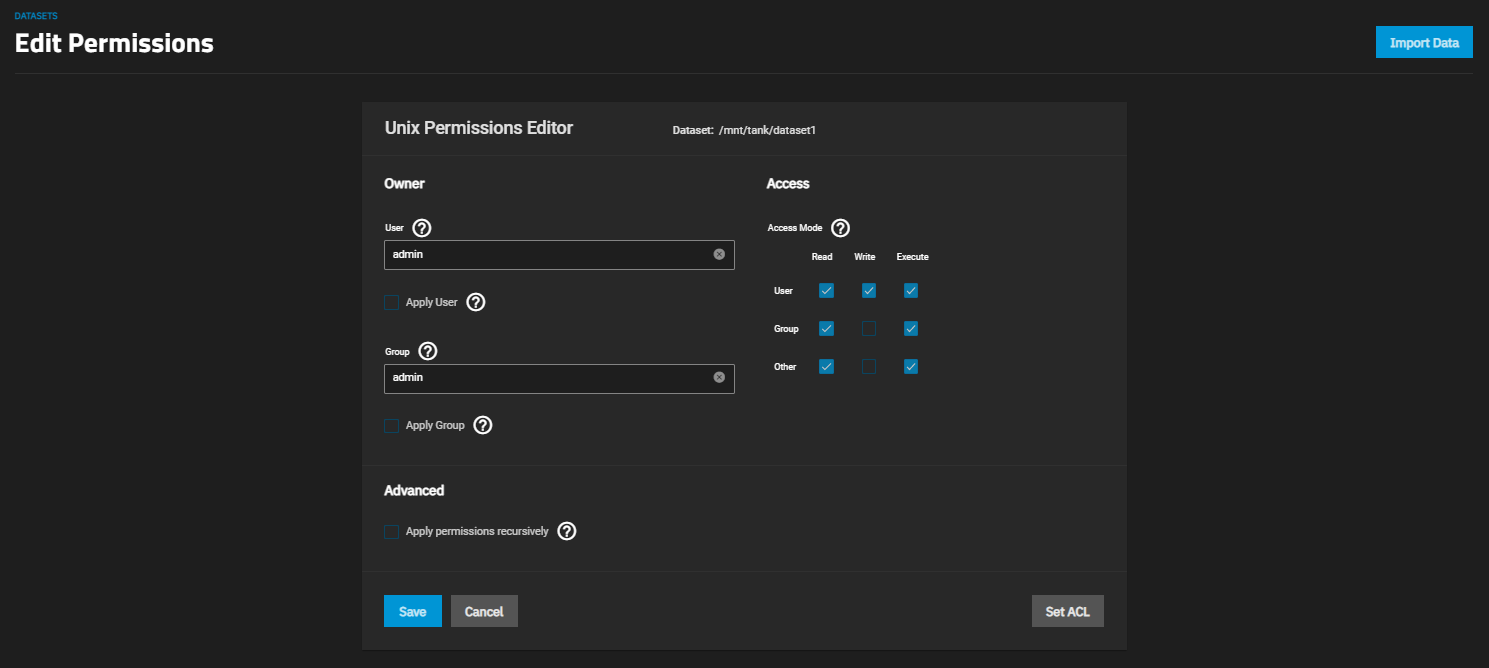 DATASETS
Edit Permissions
Import Data
Unix Permissions Editor
Dataset: /mnt/tank/dataset1
Owner
User
admin
Apply User
Group
admin
Apply Group
Access
Access Mode
Read Write Execute
User
Group
Other
Advanced
Apply permissions recursively
Save
Cancel
Set ACL